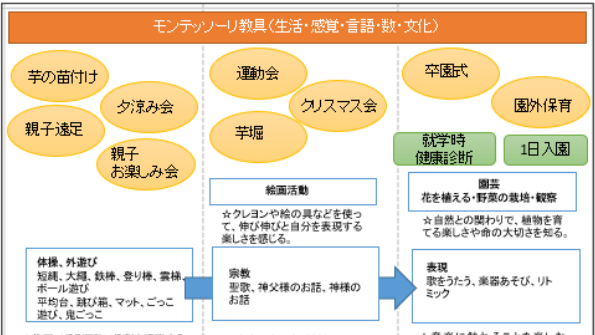 モンテッソーリ教具(生活・感覚・言語・数・文化)
芋の苗付け
夕涼み会
親子遠足
親子
お楽しみ会
運動会
クリスマス会
芋堀
卒園式
園外保育
就学時
健康診断
1日入園
絵画活動
☆クレヨンや絵の具などを使っ
て、伸び伸びと自分を表現する
楽しさを感じる。
園芸
花を植える・野菜の栽培・観察
☆自然との関わりで、植物を育
てる楽しさや命の大切さを知る。
体操、外遊び
短縄、大縄、鉄棒、登り棒、雲梯、
ボール遊び
平均台、跳び箱、マット、ごっこ
遊び、鬼ごっこ
宗教
聖歌、神父様のお話、神様の
お話
表現
歌をうたう、楽器あそび、リト
ミック